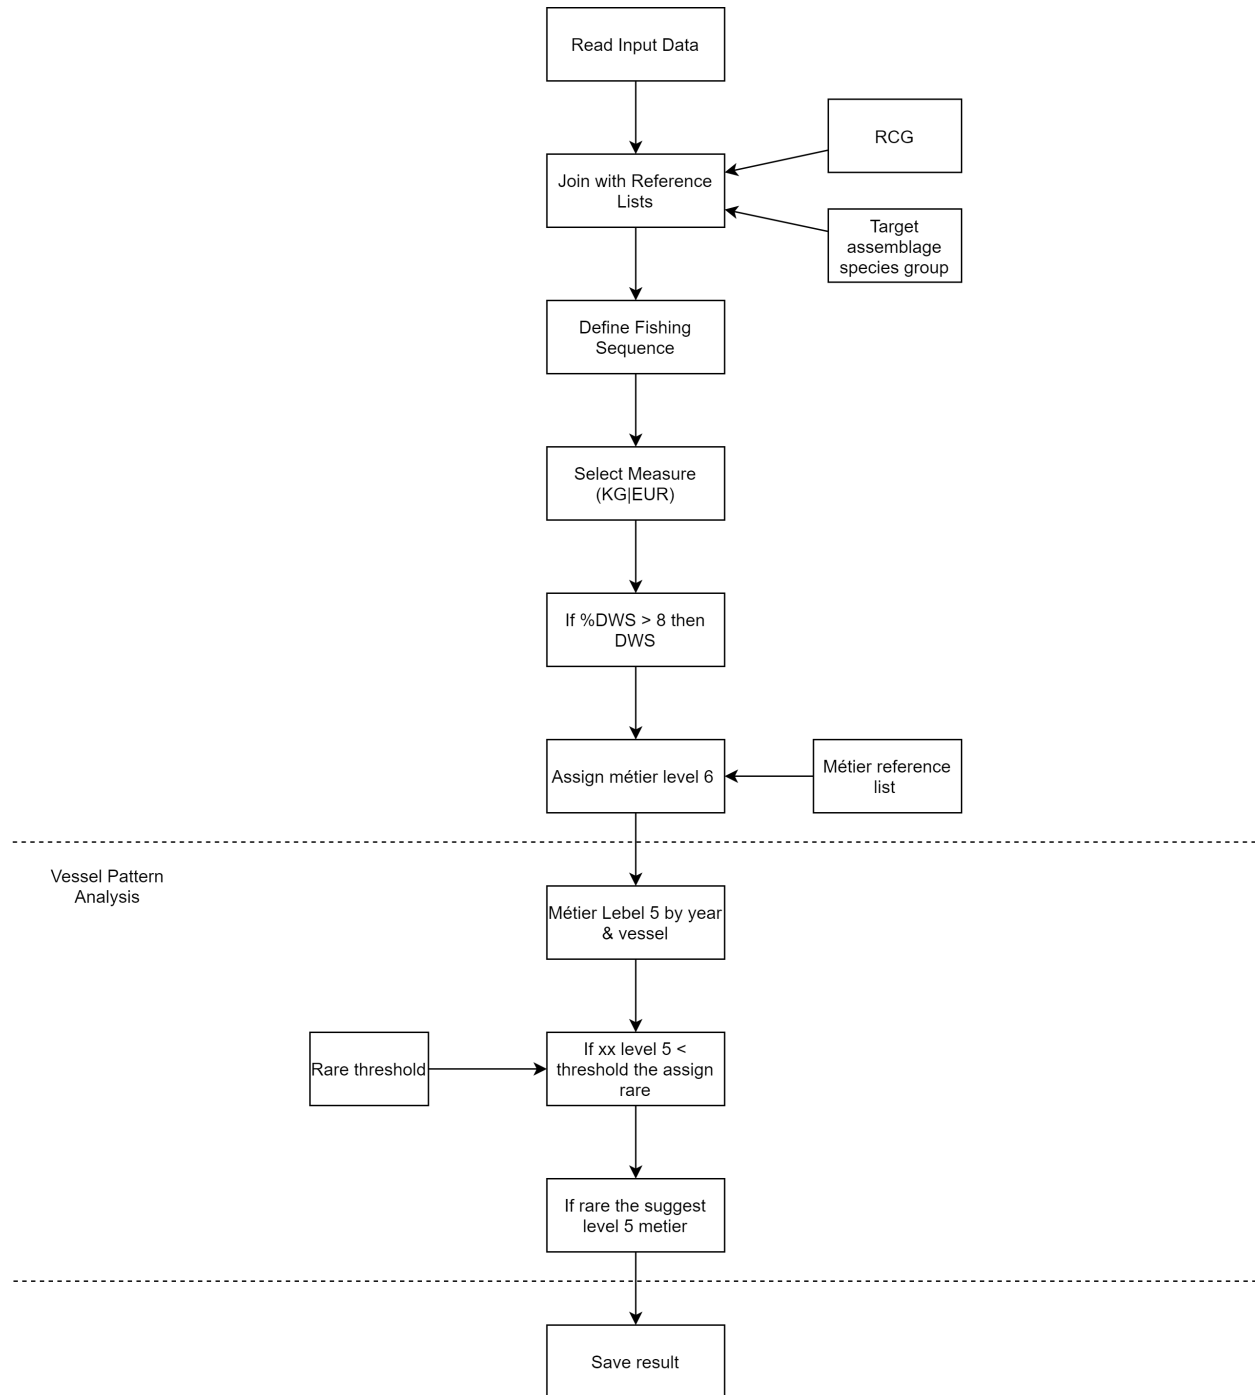 Read Input Data
RCG
Join with Reference
Lists
Target
assemblage
species group
Define Fishing
Sequence
Select Measure
(KG|EUR)
If %DWS > 8 then
DWS
Assign métier level 6
Métier reference
list
Vessel Pattern
Analysis
Métier Lebel 5 by year
& vessel
Rare threshold
If xx level 5 <
threshold the assign
rare
If rare the suggest
level 5 metier
Save result